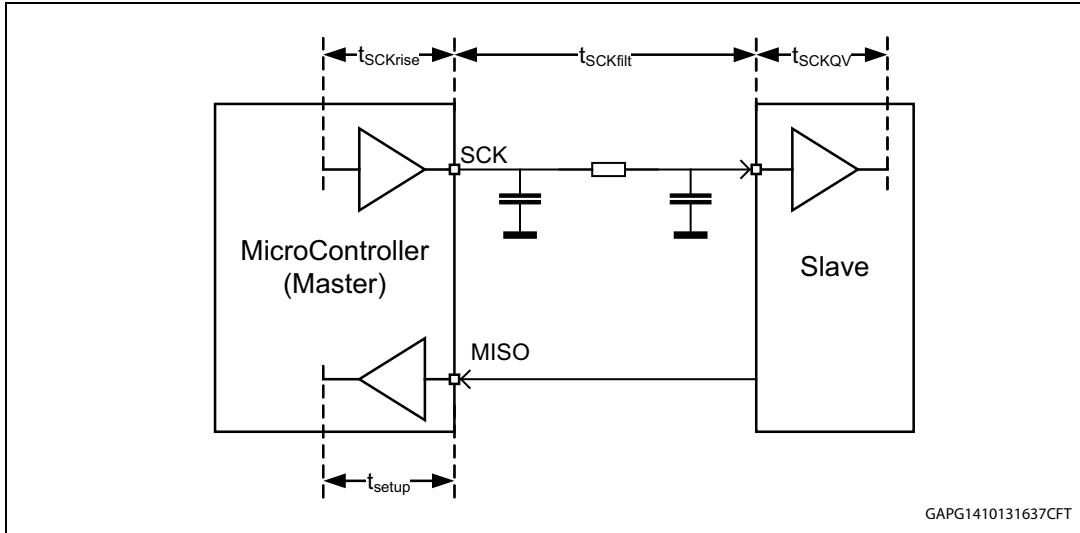 tSCKrise tSCKfilt tSCKQV
SCK
MicroController
(Master)
Slave
MISO
tsetup
GAPG1410131637CFT